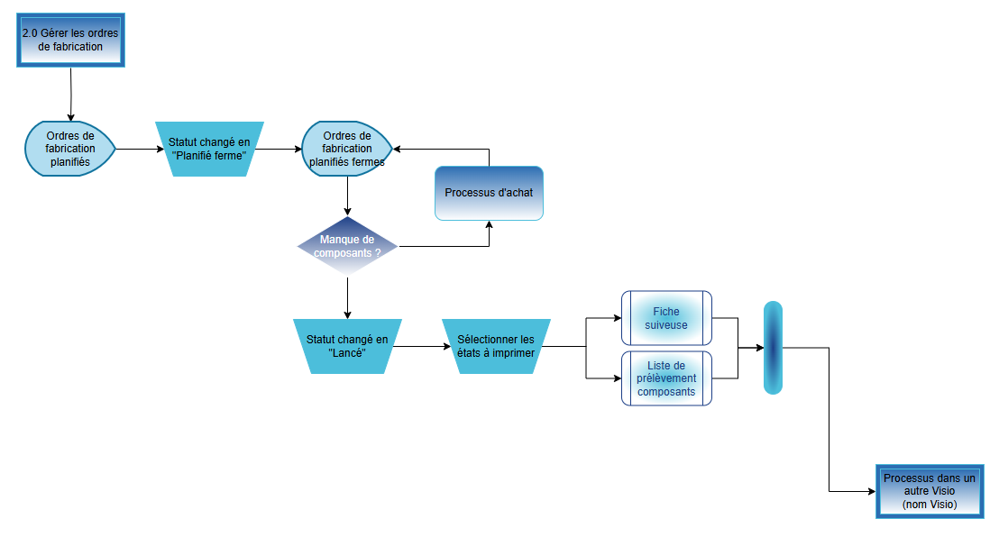 2.0 Gérer les ordres
de fabrication
Ordres de
fabrication
planifiés
Statut changé en
"Planifié ferme"
Ordres de
fabrication
planifiés fermes
Processus d'achat
Manque de
composants ?
Statut changé en
"Lancé"
Sélectionner les
états à imprimer
Fiche
suiveuse
Liste de
prélèvement
composants
Processus dans un
autre Visio
(nom Visio)